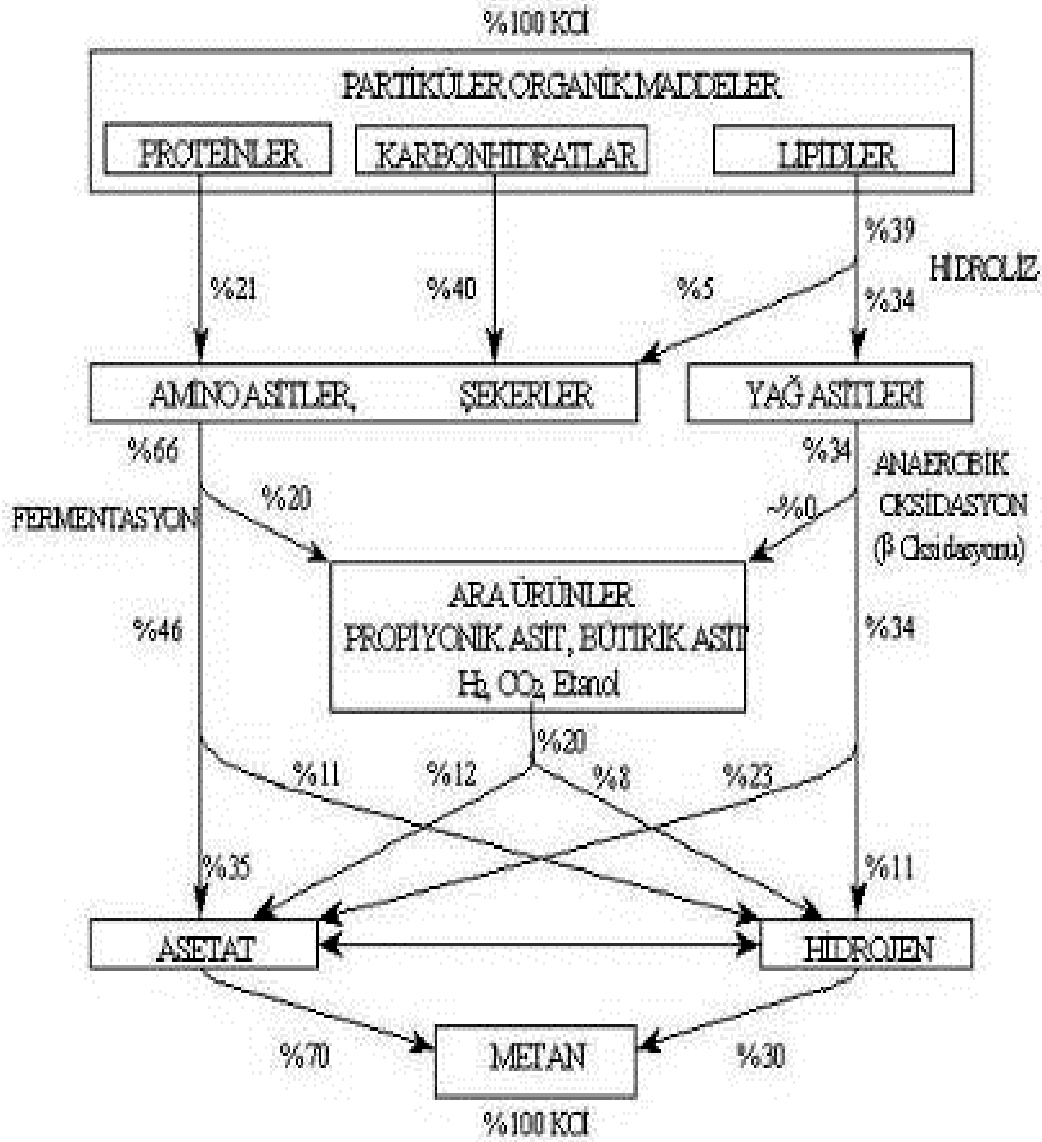 %100 KOİ
PARTİKÜLER ORGANİK MADDELER
PROTEİNLER
KARBONHİDRATLAR
LİPİDLER
%39
HİDROLİZ
%21
%40
%5
%34
AMİNO ASİTLER, ŞEKERLER
YAĞ ASİTLERİ
%66
%34
ANAEROBİK
OKSİDASYON
(β Oksidasyonu)
%20
~%0
FERMENTASYON
ARA ÜRÜNLER
PROPİYONİK ASİT, BÜTİRİK ASİT
H2, CO2, Etanol
%46
%34
%20
%11
%12
%8
%23
%35
%11
ASETAT
HİDROJEN
%70
METAN
%30
%100 KOİ